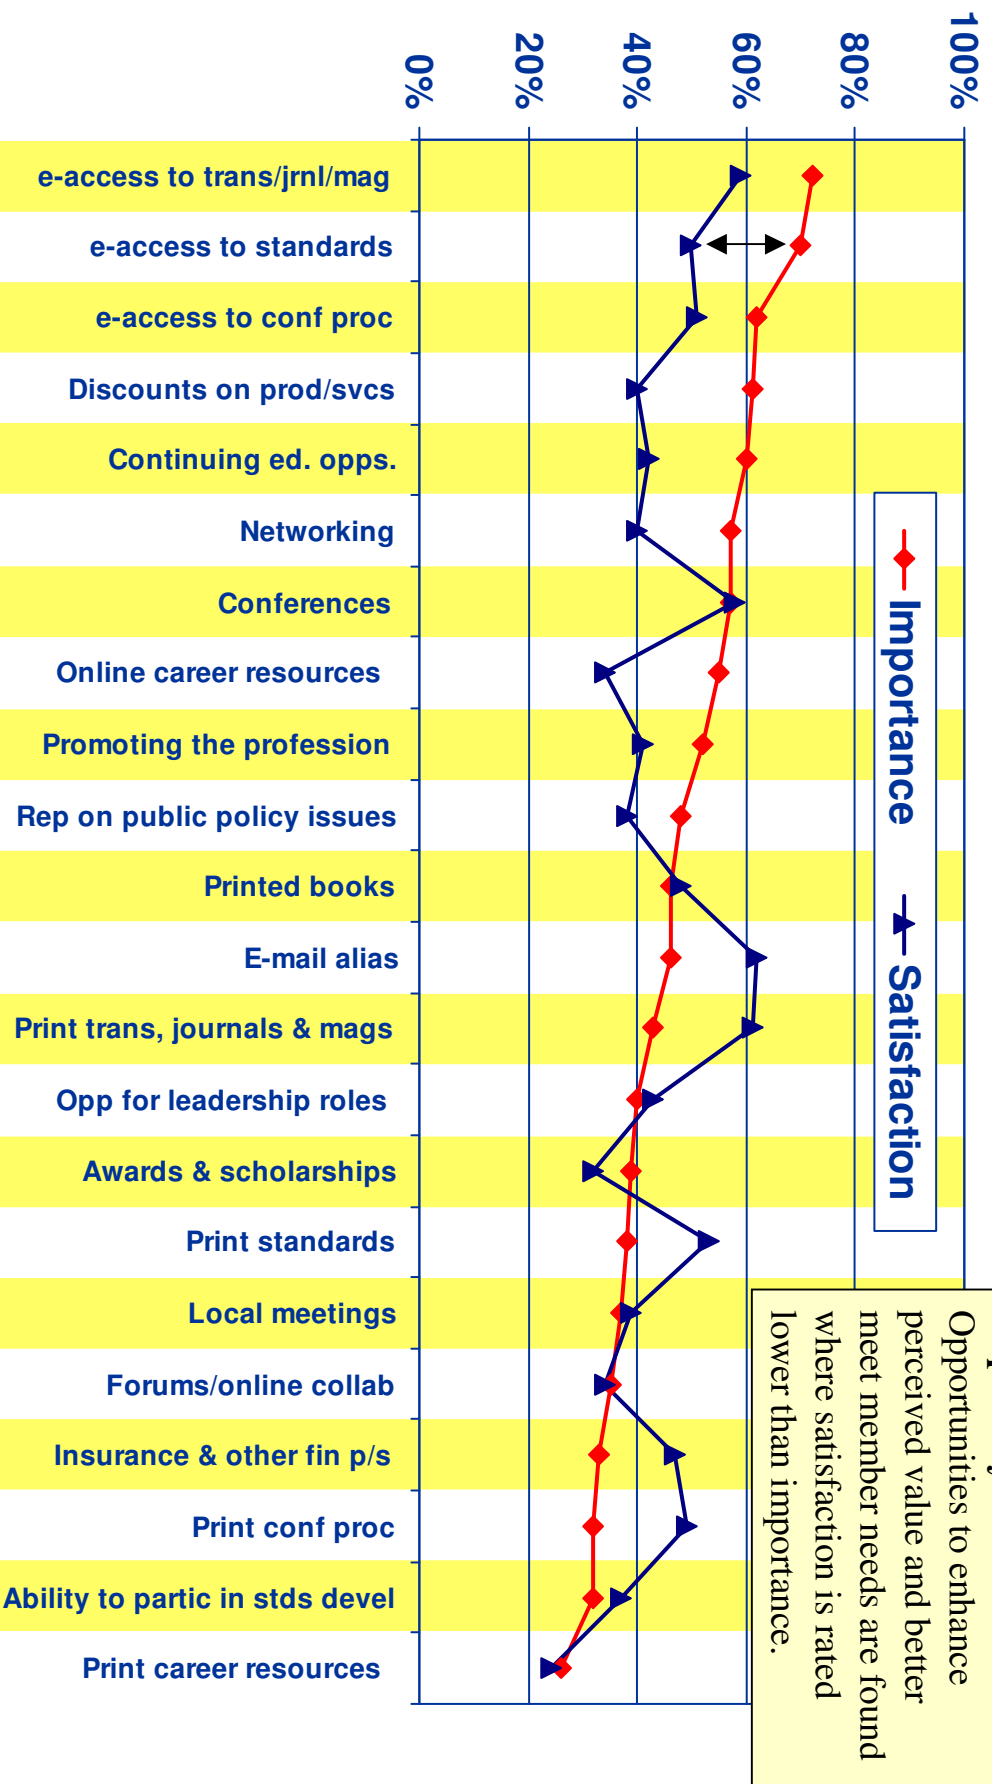 100%
80%
60%
40%
20%
0%
e-access to trans/jrnl/mag
e-access to standards
e-access to conf proc
Discounts on prod/svcs
Continuing ed. opps.
Networking
Conferences
Online career resources
Promoting the profession
Rep on public policy issues
Printed books
E-mail alias
Print trans, journals & mags
Opp for leadership roles
Awards & scholarships
Print standards
Local meetings
Forums/online collab
Insurance & other fin p/s
Print conf proc
Ability to partic in stds devel
Print career resources
Importance
Satisfaction
Opportunities to enhance
perceived value and better
meet member needs are found
where satisfaction is rated
lower than importance.